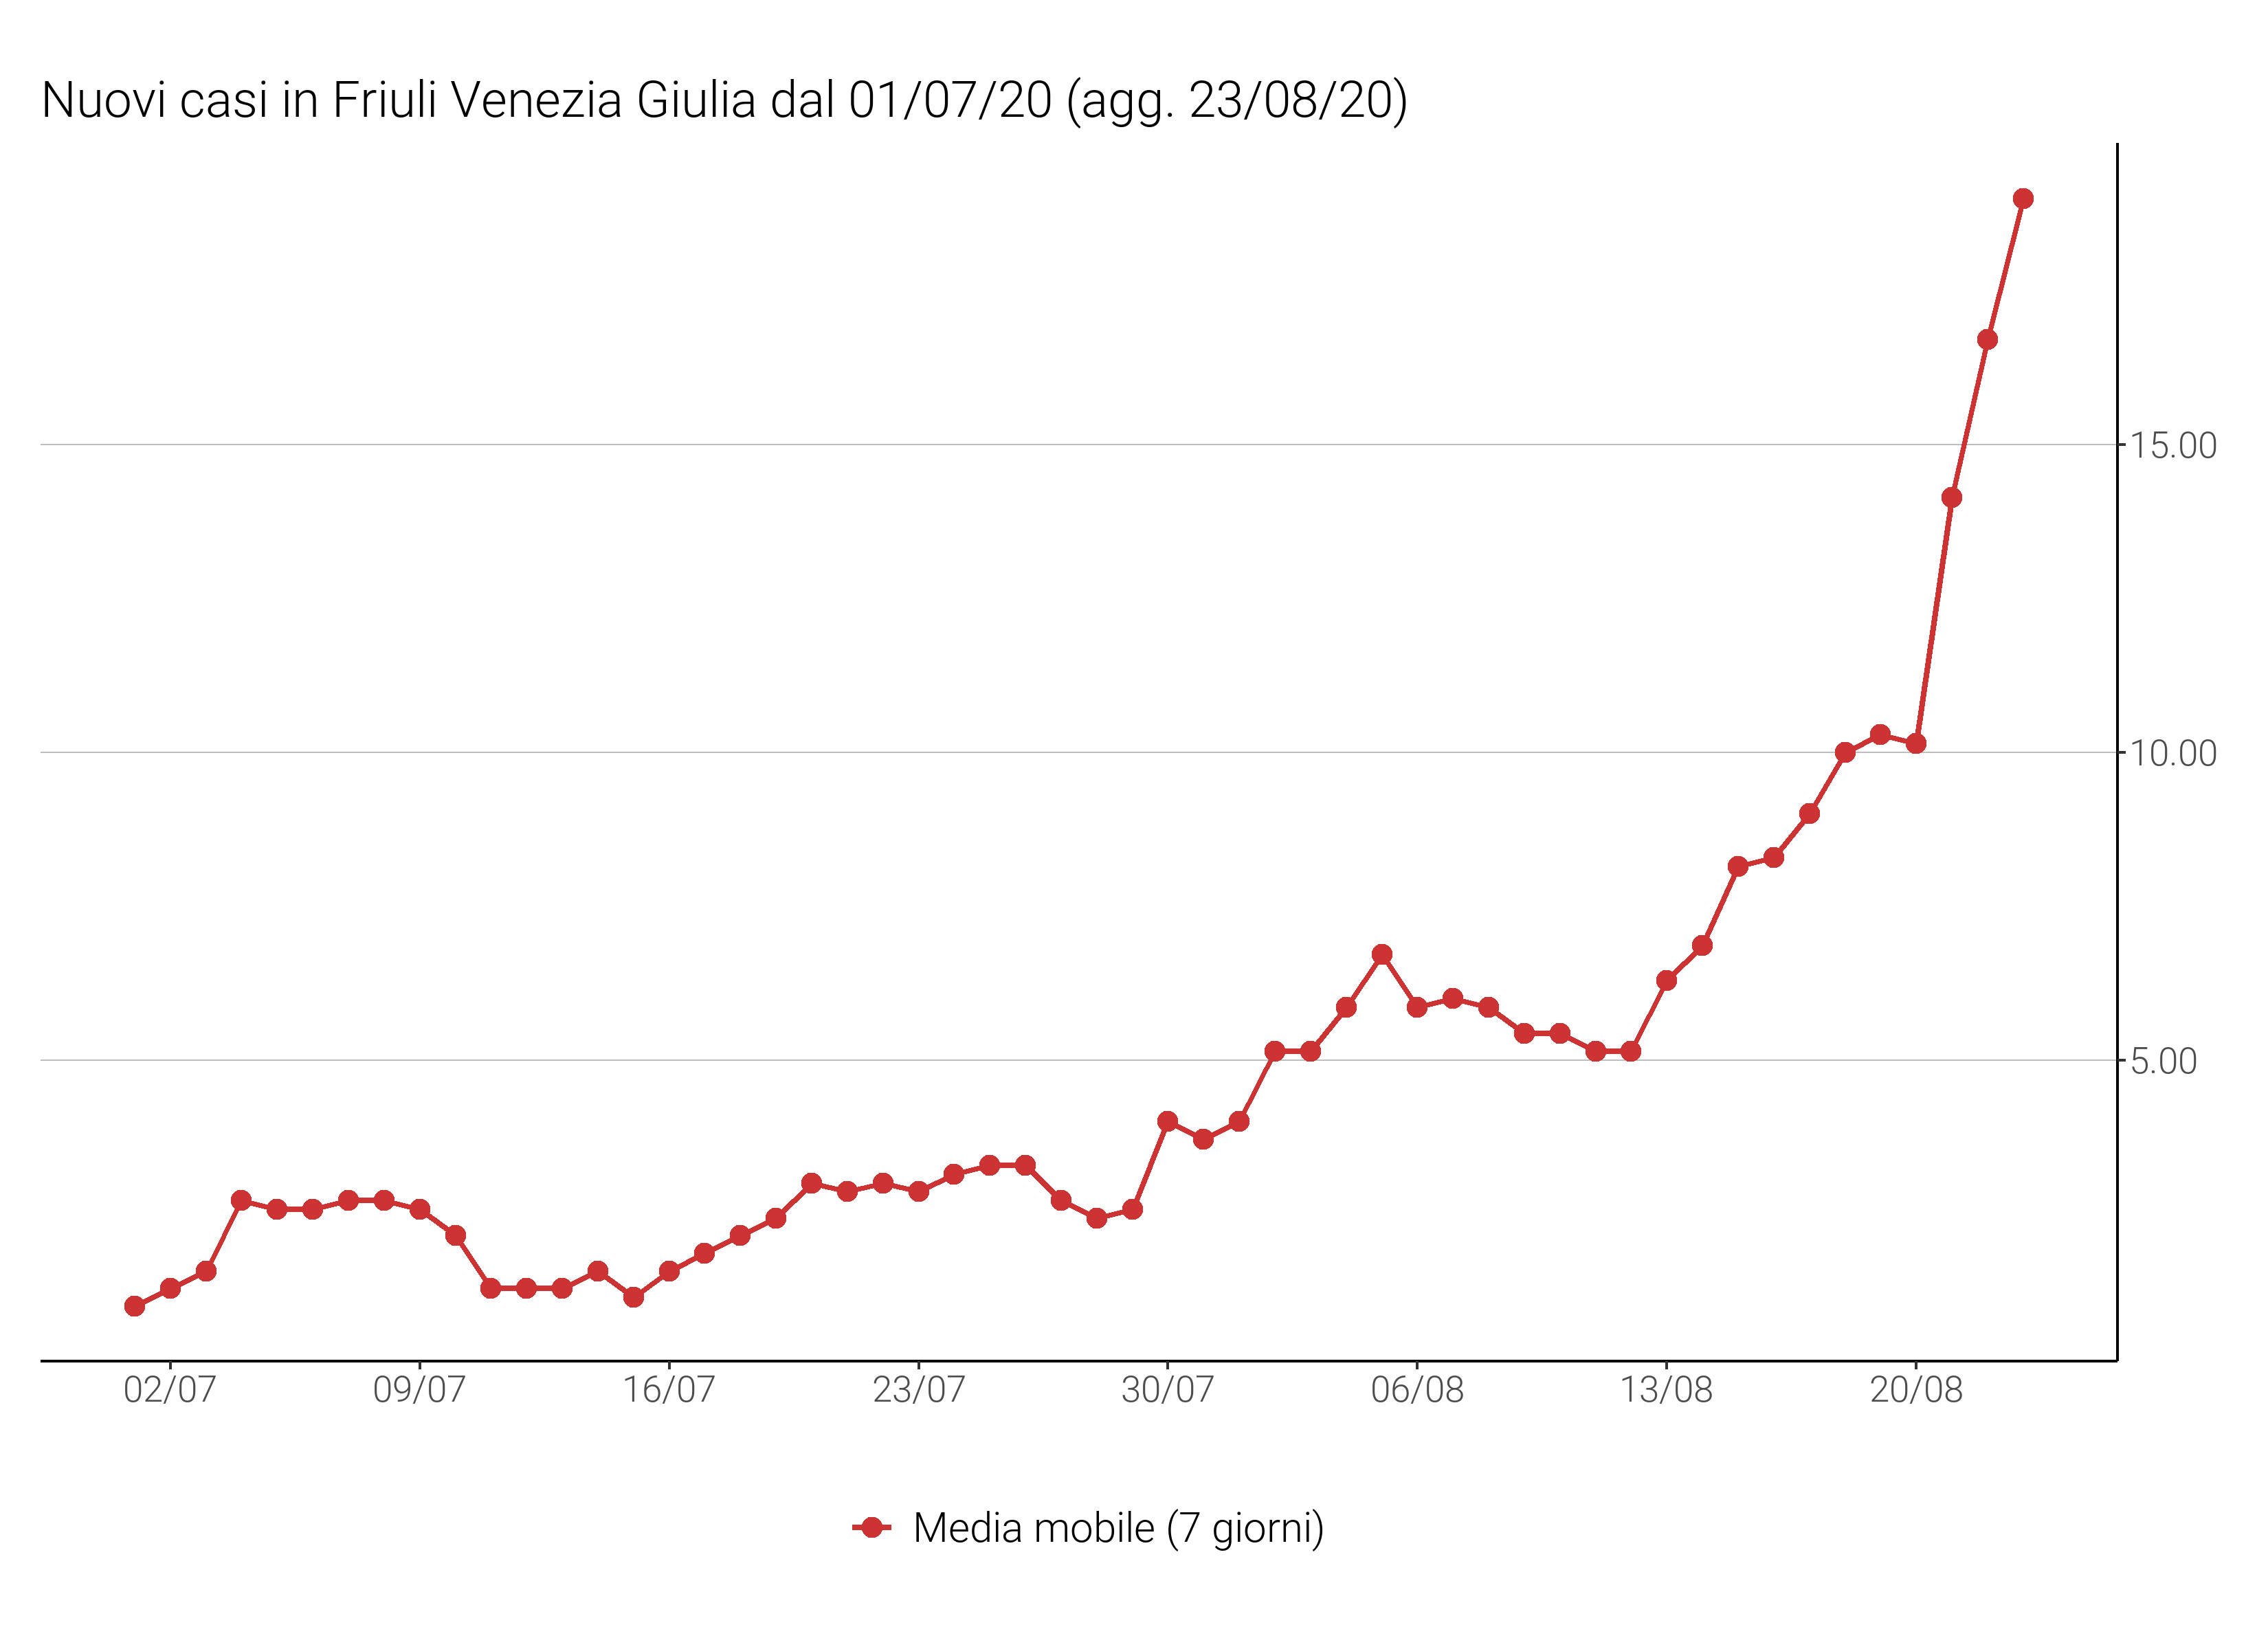 Nuovi casi in Friuli Venezia Giulia dal 01/07/20 (agg. 23/08/20)
15.00
10.00
5.00
02/07 09/07 16/07 23/07 30/07 06/08 13/08 20/08
Media mobile (7 giorni)